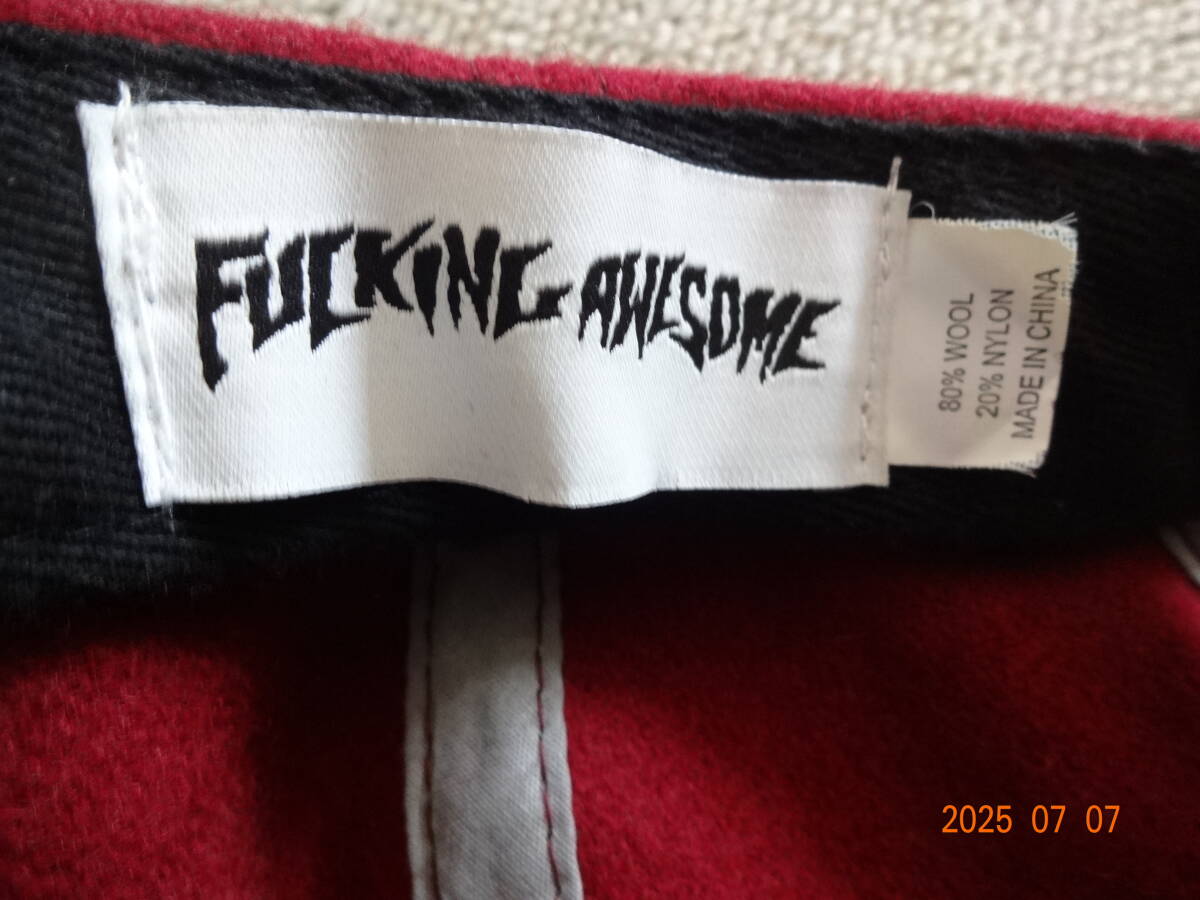 FUCKING AWESOME
80% WOOL
20% NYLON
MADE IN CHINA
2025 07 07